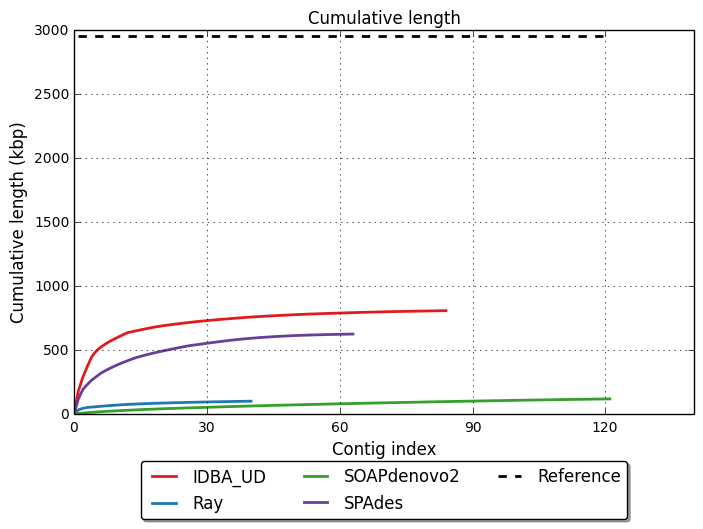 Cumulative length
3000
2500
2000
1500
1000
500
0
Cumulative length (kbp)
0 30 60 90 120
Contig index
IDBA_UD SOAPdenovo2 Reference
Ray SPAdes